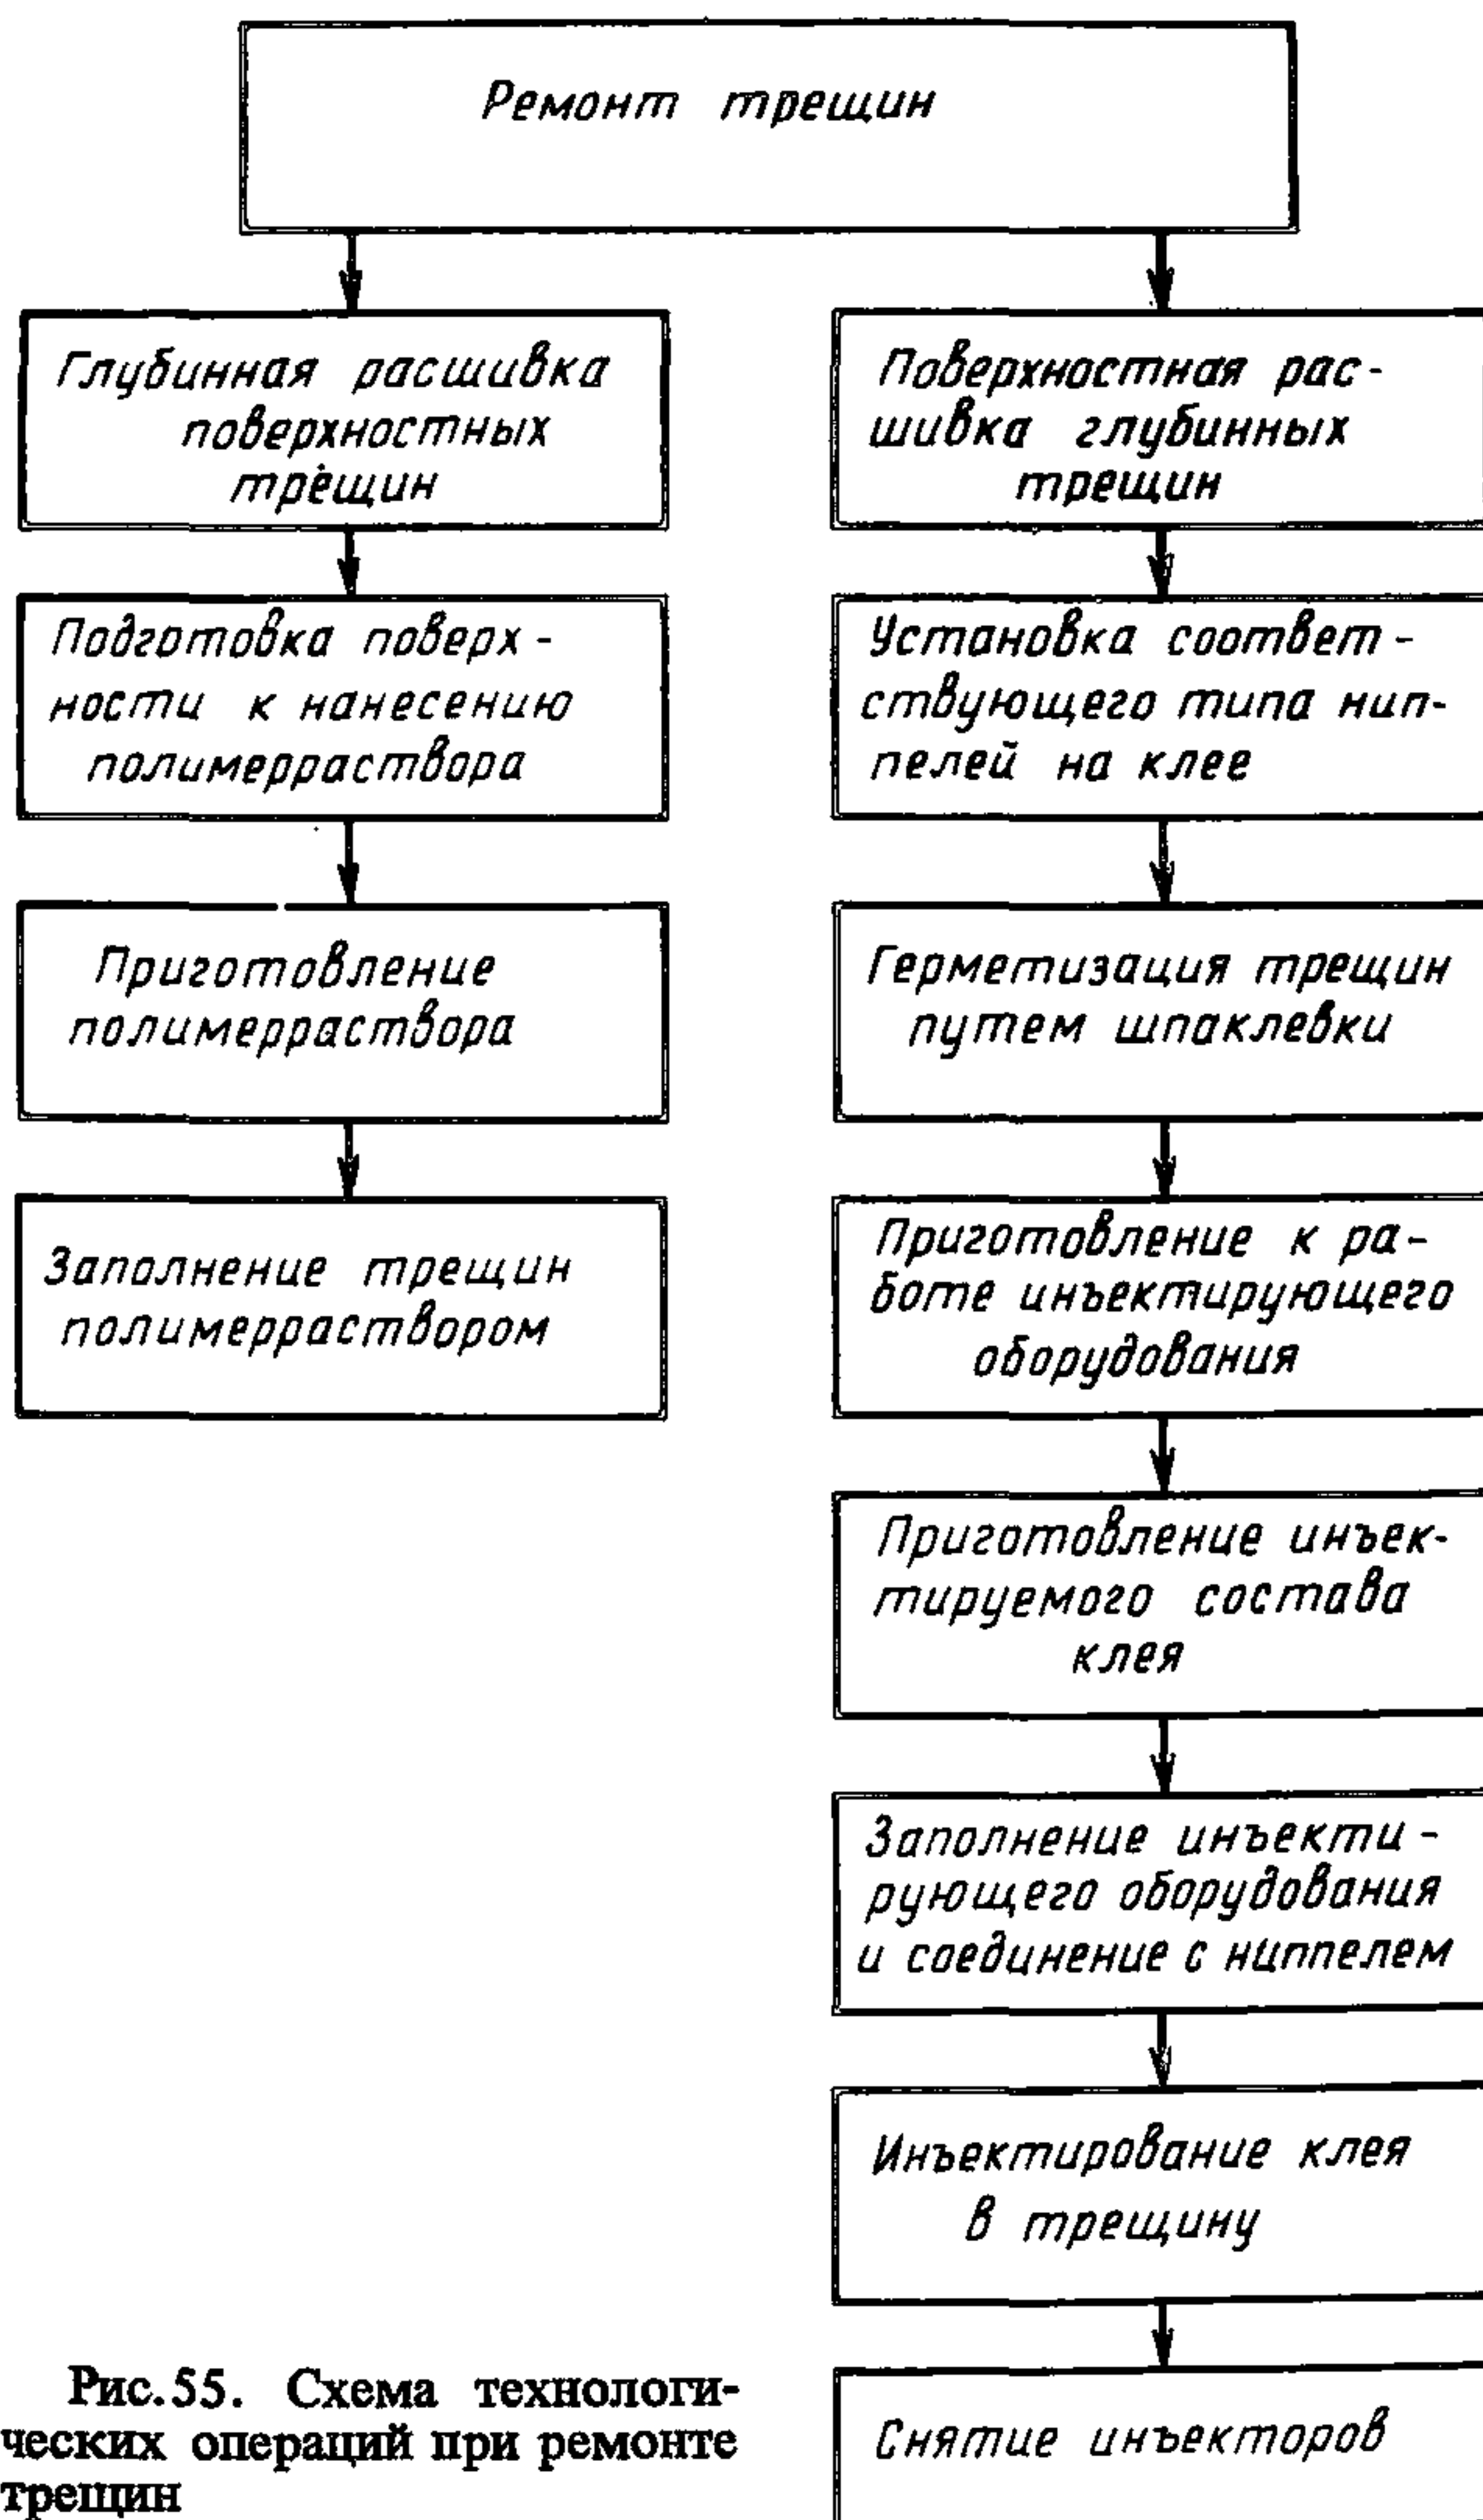 Ремонт трещин
Глубинная расшивка
поверхностных
трещин
Подготовка поверх-
ности к нанесению
полимерраствора
Приготовление
полимерраствора
Заполнение трещин
полимерраствором
Поверхностная рас-
шивка глубинных
трещин
Установка соответ-
ствующего типа нип-
пелей на клее
Герметизация трещин
путем шпаклевки
Приготовление к ра-
боте инъектирующего
оборудования
Приготовление инъек-
тируемого состава
клея
Заполнение инъекти-
рующего оборудования
и соединение с ниппелем
Инъектирование клея
в трещину
Снятие инъекторов
Рис.55. Схема технологи-
ческих операций при ремонте
трещин